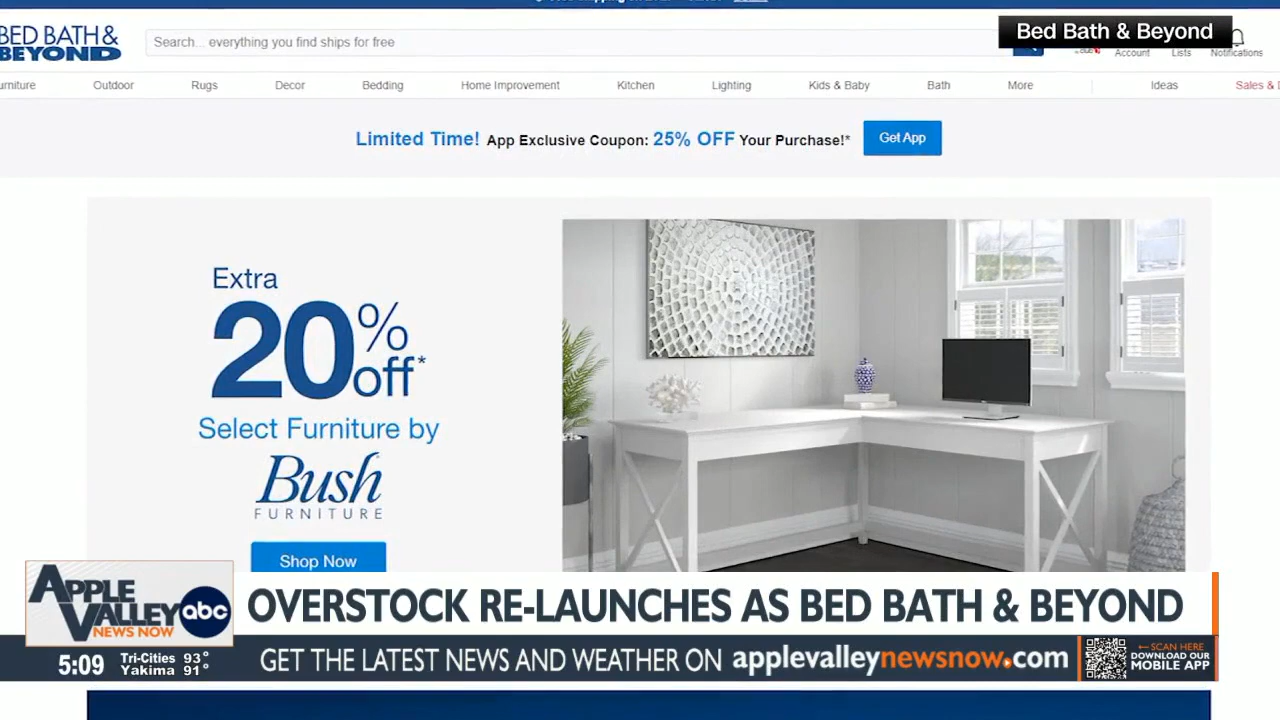 Bed Bath & Beyond
BED BATH &
BEYOND
Search... everything you find ships for free
Account
Lists
Notifications
Outdoor
Rugs
Decor
Bedding
Home Improvement
Kitchen
Lighting
Kids & Baby
Bath
More
Ideas
Sales &
Limited Time! App Exclusive Coupon: 25% OFF Your Purchase!*
Get App
Extra
20% off*
Select Furniture by
Bush
FURNITURE
Shop Now
APPLE VALLEY
NEWS NOW
abc
OVERSTOCK RE-LAUNCHES AS BED BATH & BEYOND
5:09
Tri-Cities 93°
Yakima 91°
GET THE LATEST NEWS AND WEATHER ON applevalleynewsnow.com
SCAN HERE
DOWNLOAD OUR
MOBILE APP